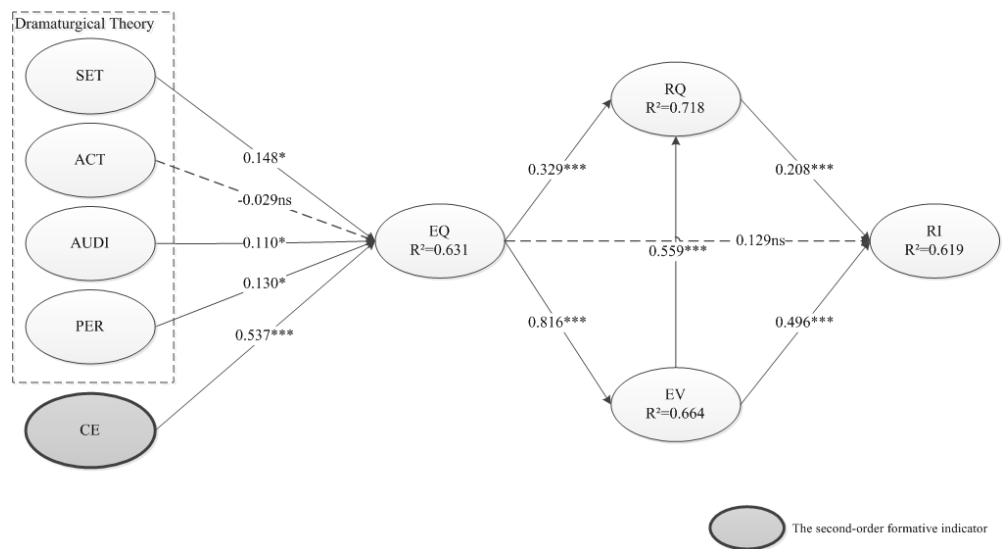 Dramaturgical Theory
SET
ACT
AUDI
PER
CE
0.148*
-0.029ns
0.110*
0.130*
0.537***
EQ
R²=0.631
0.329***
0.816***
RQ
R²=0.718
0.559***
0.129ns
EV
R²=0.664
0.208***
0.496***
RI
R²=0.619
The second-order formative indicator